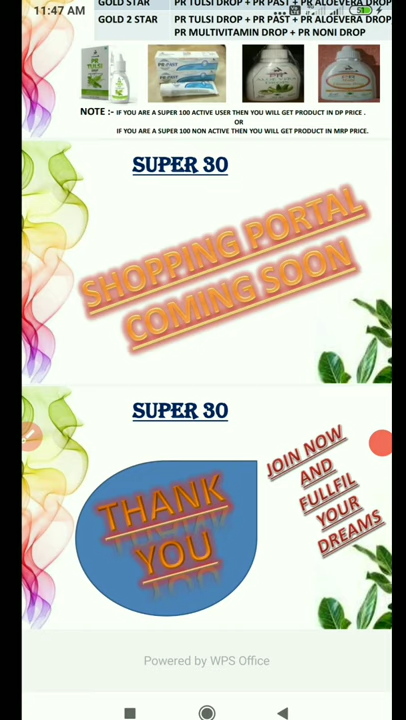 11:47 AM
51
GOLD STAR PR TULSI DROP + PR PAST + PR ALOEVERA DROP
GOLD 2 STAR PR TULSI DROP + PR PAST + PR ALOEVERA DROP
PR MULTIVITAMIN DROP + PR NONI DROP
NOTE :- IF YOU ARE A SUPER 100 ACTIVE USER THEN YOU WILL GET PRODUCT IN DP PRICE .
OR
IF YOU ARE A SUPER 100 NON ACTIVE THEN YOU WILL GET PRODUCT IN MRP PRICE.
SUPER 30
SHOPPING PORTAL
COMING SOON
SUPER 30
THANK
YOU
JOIN NOW
AND
FULLFIL
YOUR
DREAMS
Powered by WPS Office